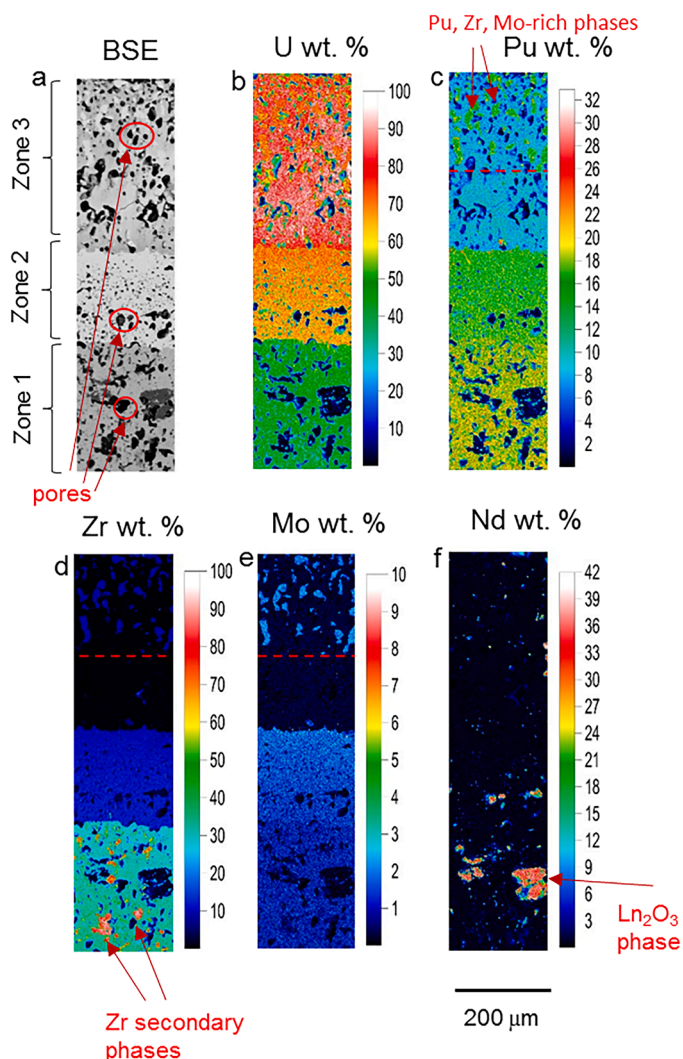 Pu, Zr, Mo-rich phases
BSE
U wt. %
Pu wt. %
a
b
c
Zone 3
Zone 2
Zone 1
100
90
80
70
60
50
40
30
20
10
32
30
28
26
24
22
20
18
16
14
12
10
8
6
4
2
pores
Zr wt. %
Mo wt. %
Nd wt. %
d
e
f
100
90
80
70
60
50
40
30
20
10
10
9
8
7
6
5
4
3
2
1
42
39
36
33
30
27
24
21
18
15
12
9
6
3
Ln₂O₃
phase
Zr secondary
phases
200 μm